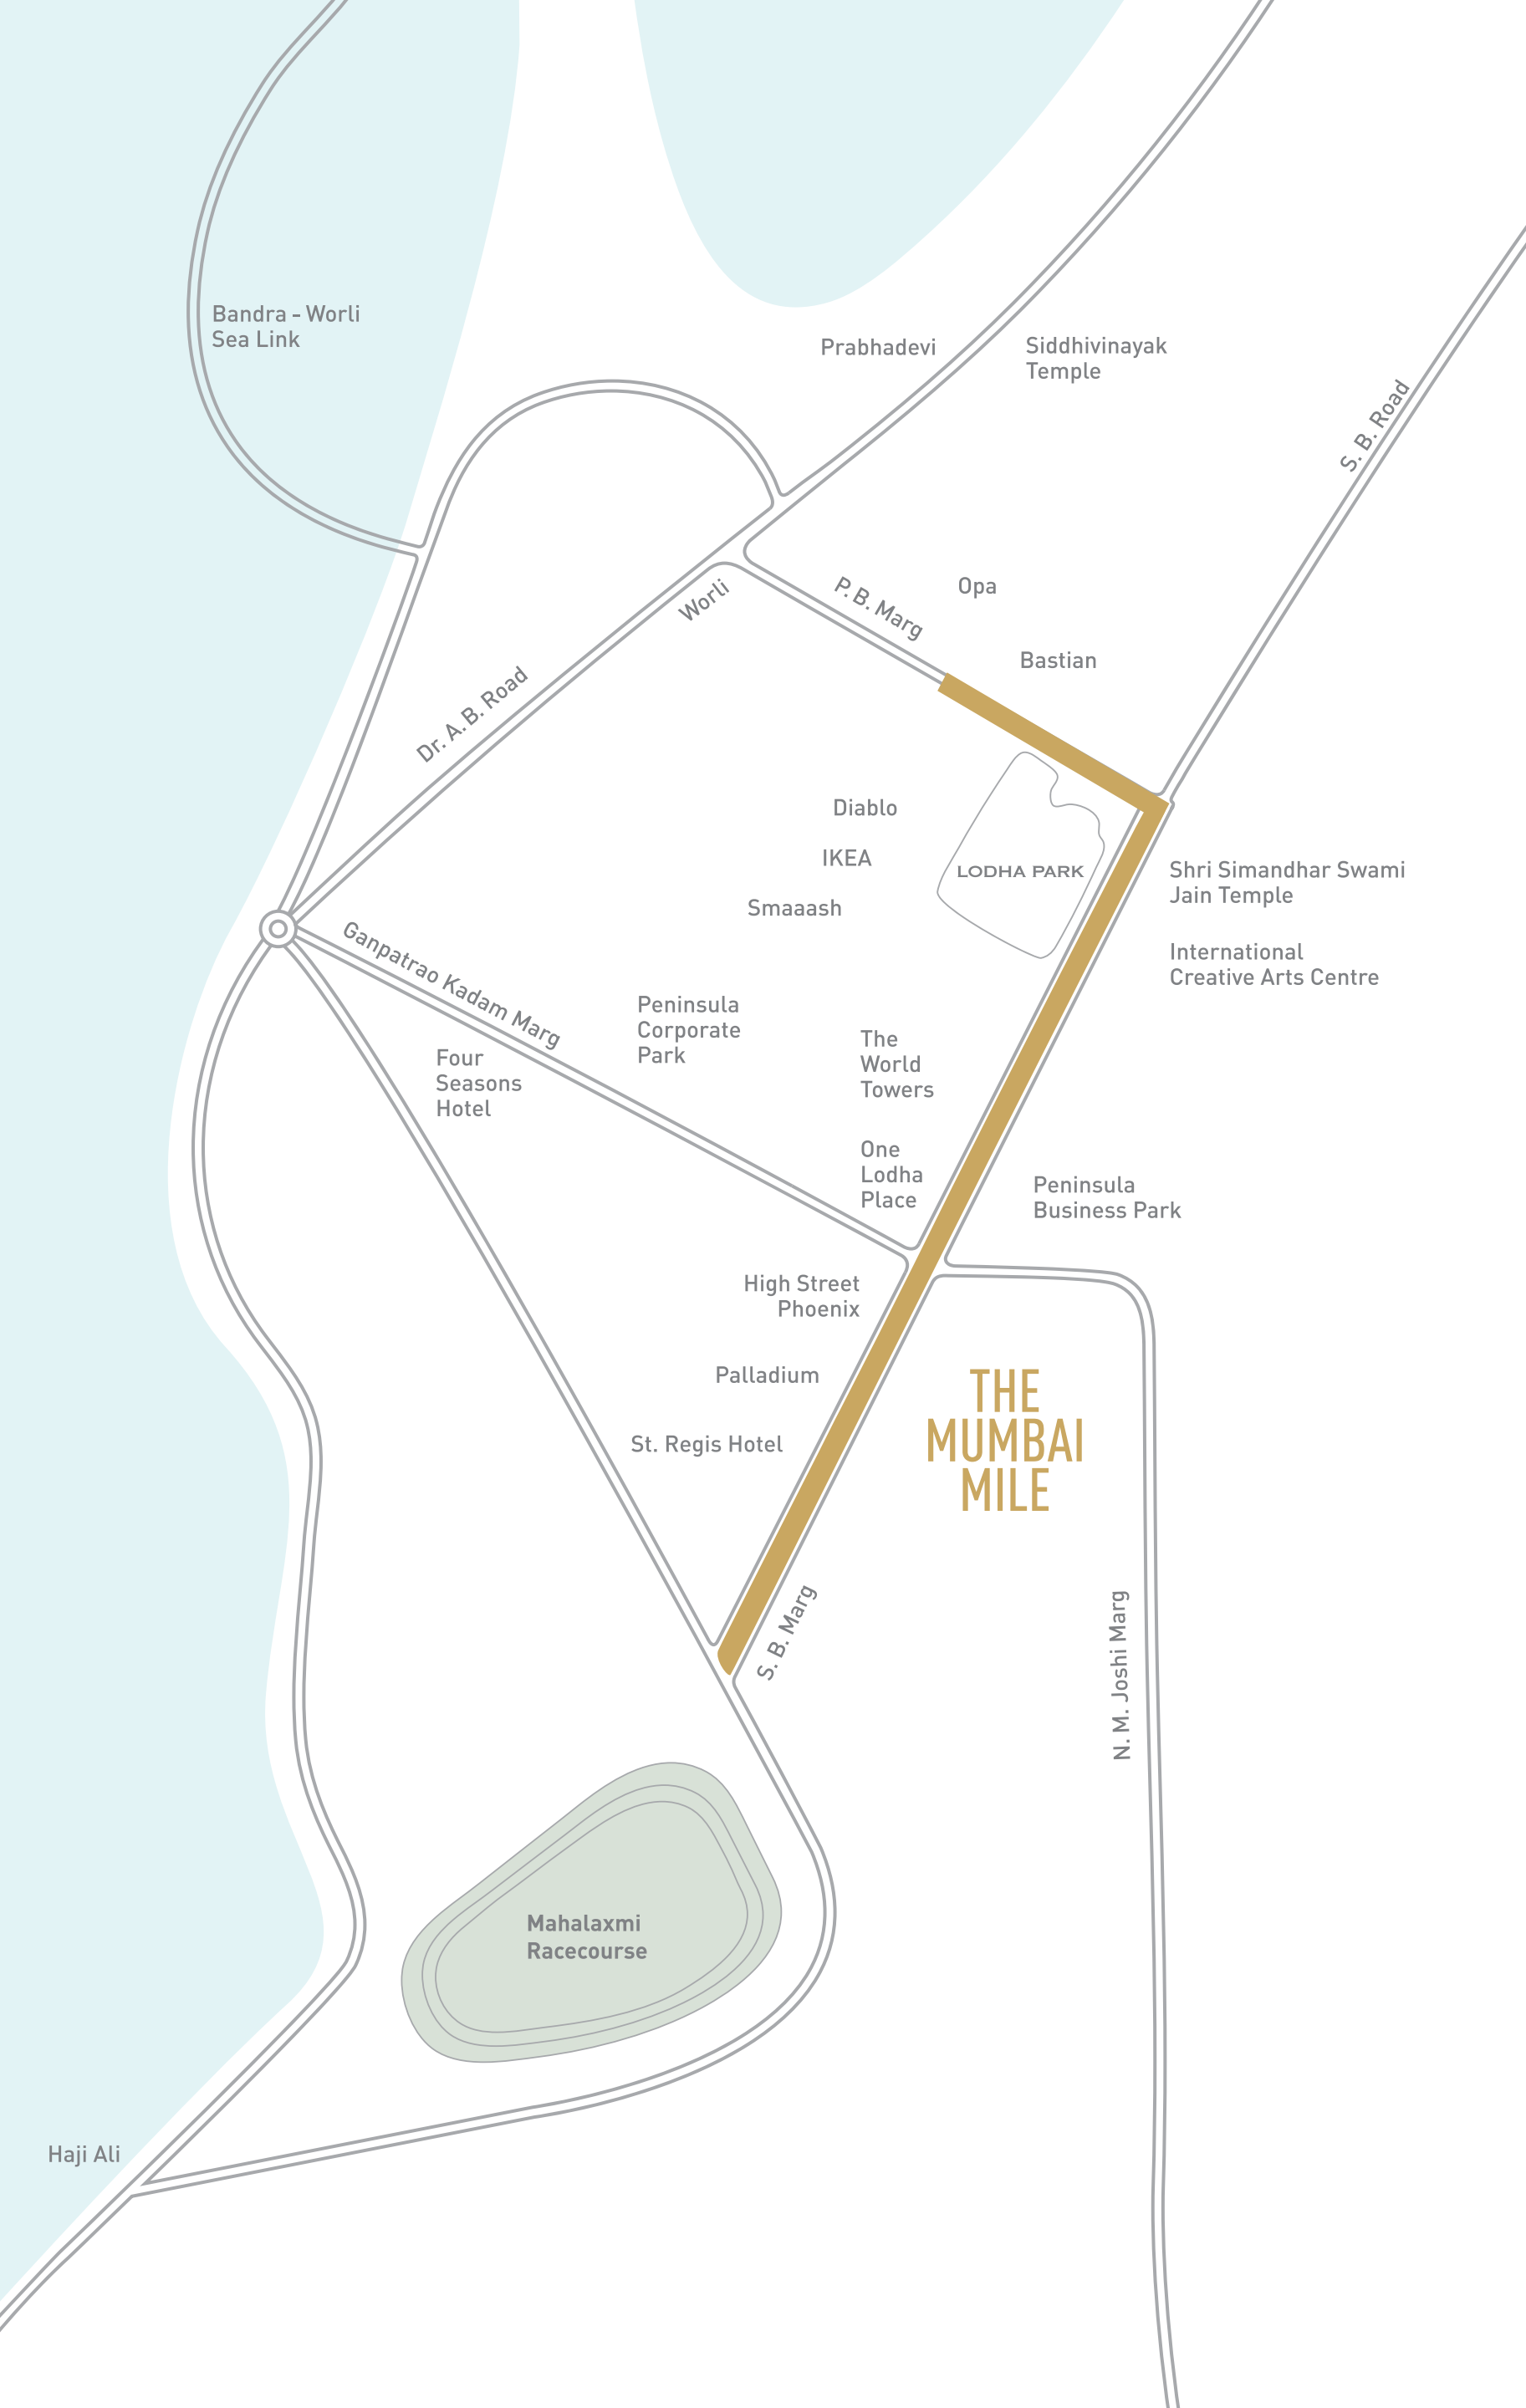 Bandra - Worli
Sea Link
Prabhadevi
Siddhivinayak
Temple
S. B. Road
Worli
P. B. Marg
Opa
Bastian
Dr. A. B. Road
Diablo
IKEA
Smaaash
LODHA PARK
Shri Simandhar Swami
Jain Temple
International
Creative Arts Centre
Ganpatrao Kadam Marg
Four
Seasons
Hotel
Peninsula
Corporate
Park
The
World
Towers
One
Lodha
Place
Peninsula
Business Park
High Street
Phoenix
Palladium
St. Regis Hotel
THE
MUMBAI
MILE
S. B. Marg
N. M. Joshi Marg
Mahalaxmi
Racecourse
Haji Ali